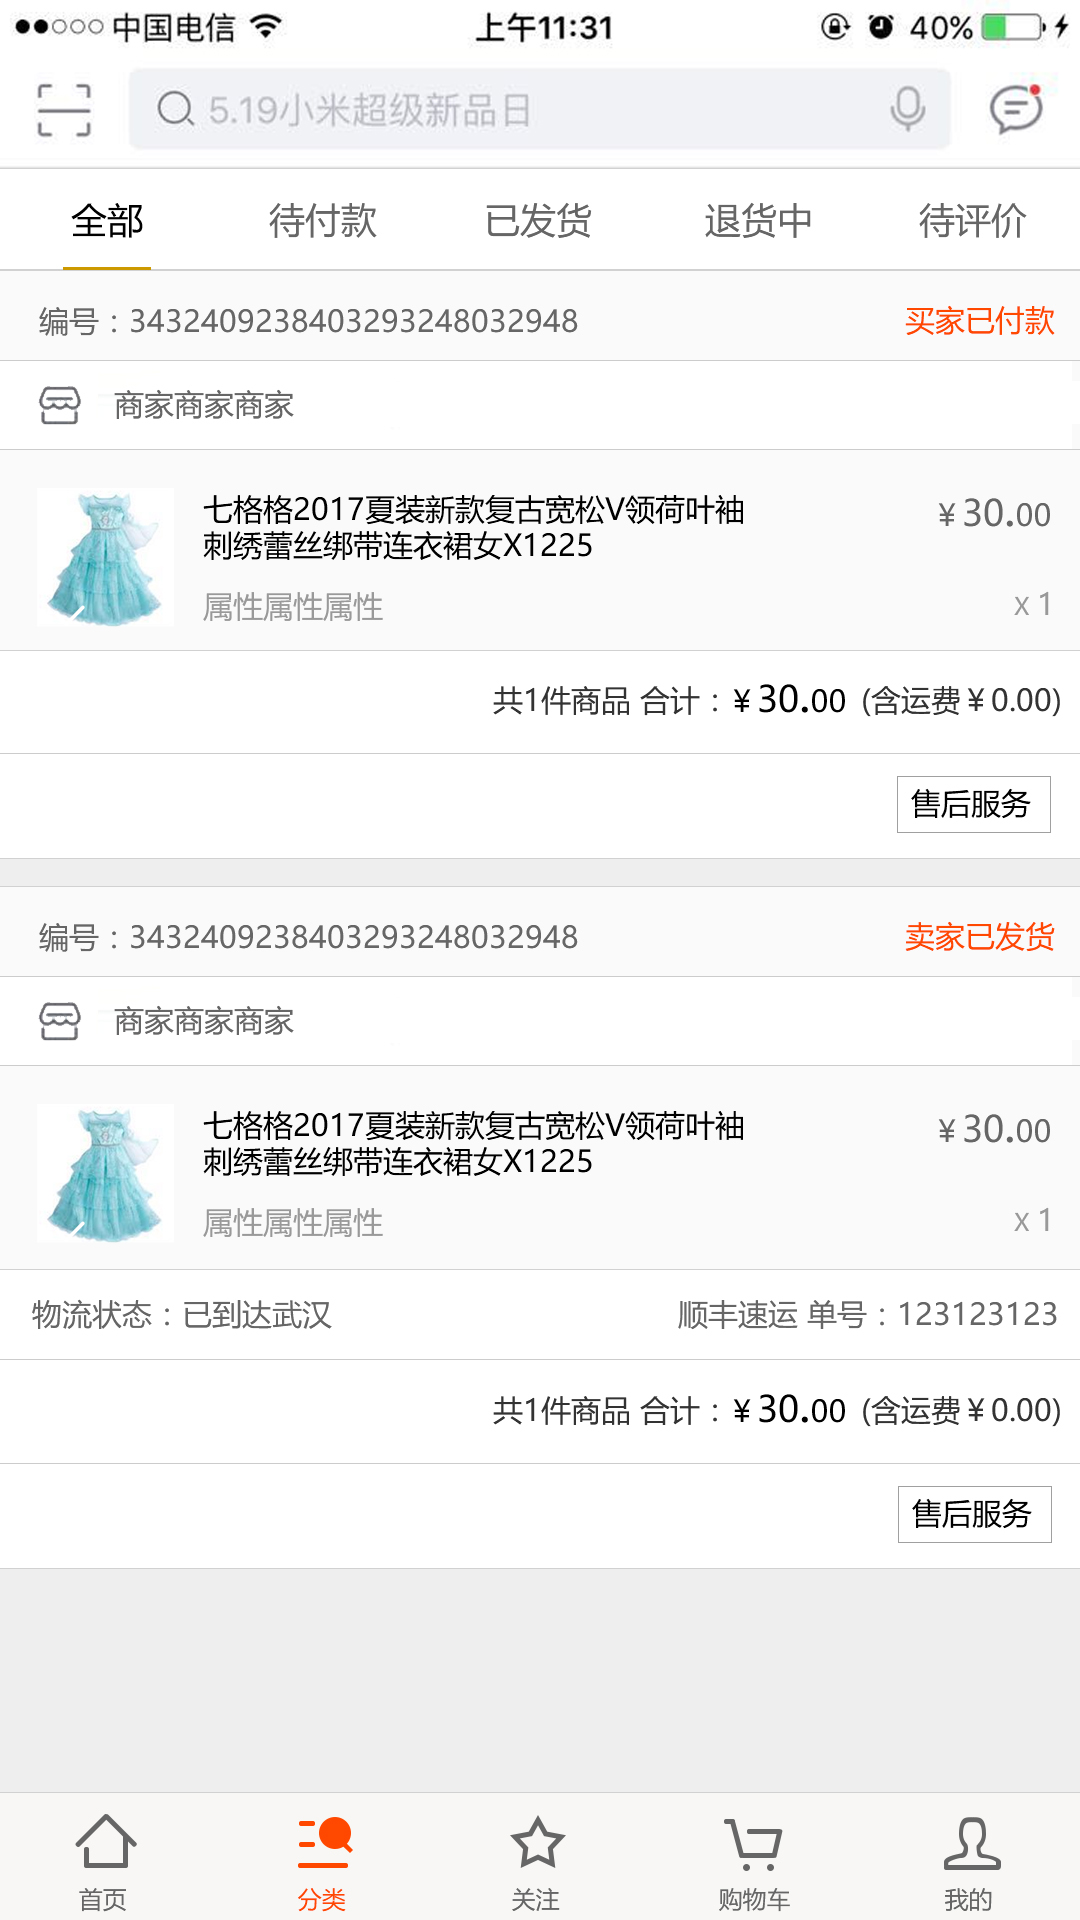 中国电信 上午11:31 40%
5.19小米超级新品日
全部 待付款 已发货 退货中 待评价
编号：3432409238403293248032948 买家已付款
商家商家商家
七格格2017夏装新款复古宽松V领荷叶袖 ¥30.00
刺绣蕾丝绑带连衣裙女X1225
属性属性属性 x1
共1件商品 合计：¥30.00 (含运费¥0.00)
售后服务
编号：3432409238403293248032948 卖家已发货
商家商家商家
七格格2017夏装新款复古宽松V领荷叶袖 ¥30.00
刺绣蕾丝绑带连衣裙女X1225
属性属性属性 x1
物流状态：已到达武汉 顺丰速运 单号：123123123
共1件商品 合计：¥30.00 (含运费¥0.00)
售后服务
首页 分类 关注 购物车 我的